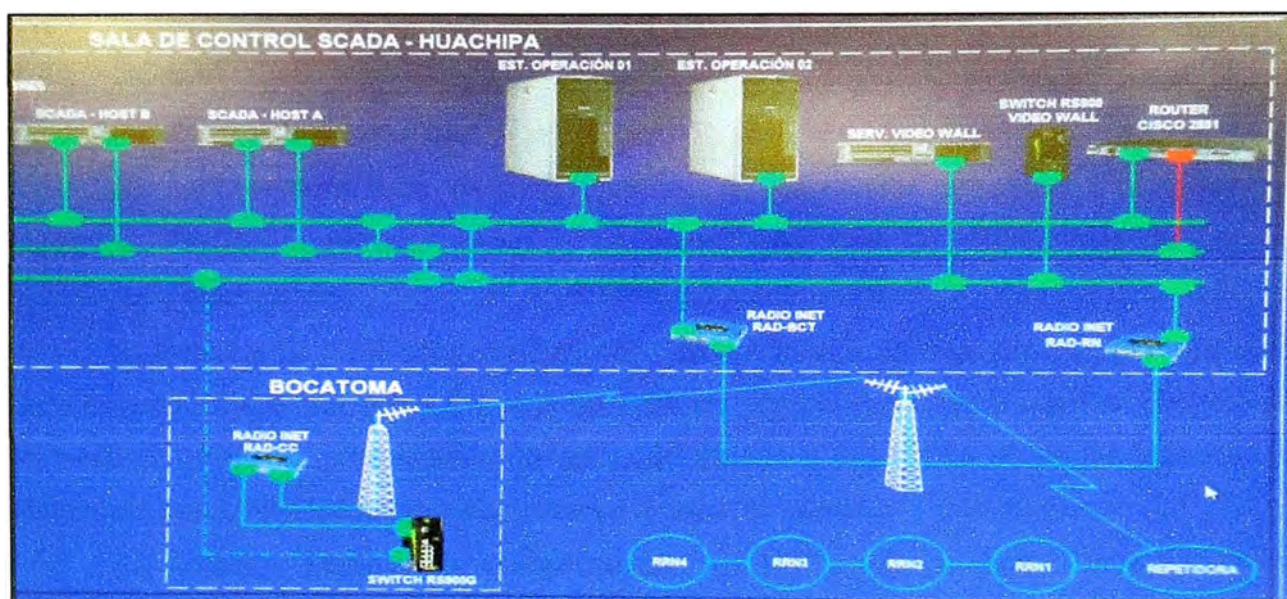 SALA DE CONTROL SCADA - HUACHIPA
EST. OPERACIÓN 01
EST. OPERACIÓN 02
SCADA - HOST B
SCADA - HOST A
SERV. VIDEO WALL
SWITCH RS900
VIDEO WALL
ROUTER
CISCO 2851
RADIO INET
RAD-BCT
RADIO INET
RAD-RN
BOCATOMA
RADIO INET
RAD-CC
SWITCH RS900G
RRN4
RRN3
RRN2
RRN1
REPETIDORA